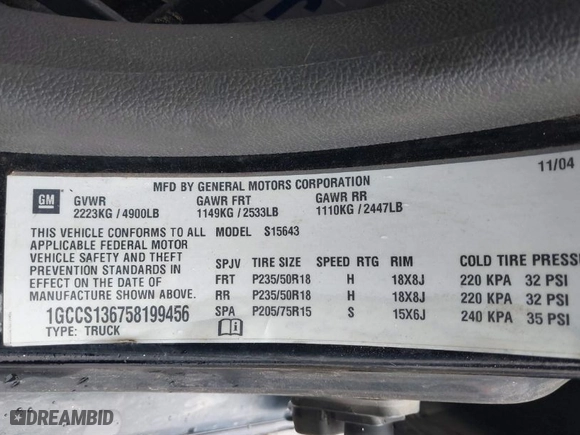 MFD BY GENERAL MOTORS CORPORATION 11/04
GM
GVWR GAWR FRT GAWR RR
2223KG / 4900LB 1149KG / 2533LB 1110KG / 2447LB
THIS VEHICLE CONFORMS TO ALL MODEL S15643
APPLICABLE FEDERAL MOTOR
VEHICLE SAFETY AND THEFT
PREVENTION STANDARDS IN
EFFECT ON THE DATE OF
MANUFACTURE SHOWN ABOVE.
1GCCS136758199456
TYPE: TRUCK
SPJV TIRE SIZE SPEED RTG RIM COLD TIRE PRESS
FRT P235/50R18 H 18X8J 220 KPA 32 PSI
RR P235/50R18 H 18X8J 220 KPA 32 PSI
SPA P205/75R15 S 15X6J 240 KPA 35 PSI
DREAMBID